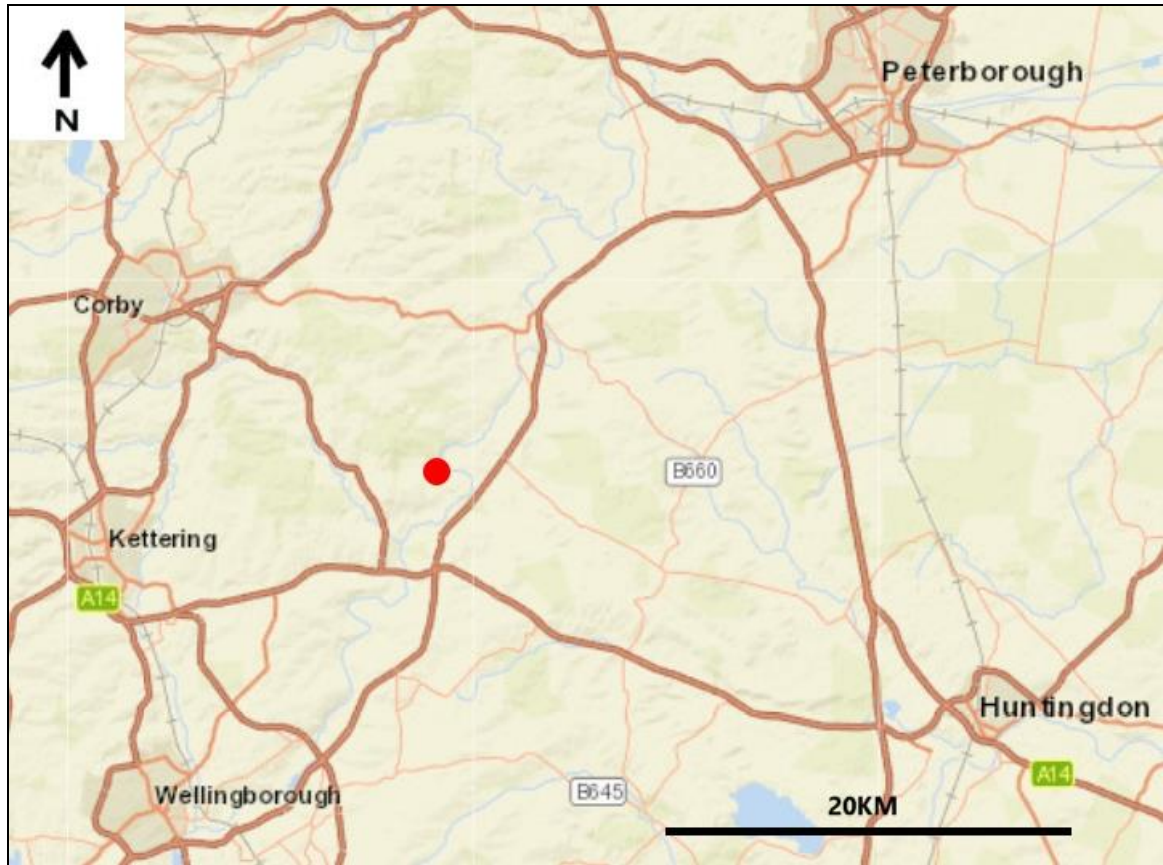 N
Peterborough
Corby
B660
Kettering
A14
Huntingdon
A14
B645
Wellingborough
20KM